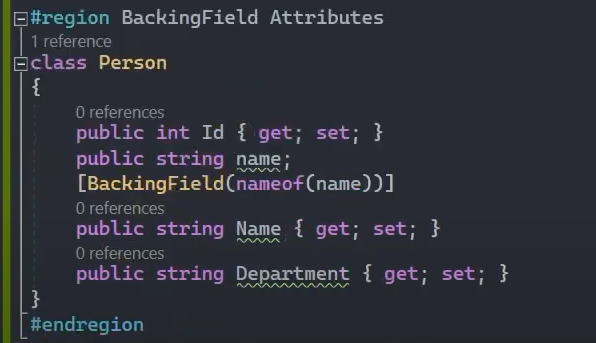 #region BackingField Attributes
1 reference
class Person
{
0 references
public int Id { get; set; }
public string name;
[BackingField(nameof(name))]
0 references
public string Name { get; set; }
0 references
public string Department { get; set; }
}
#endregion